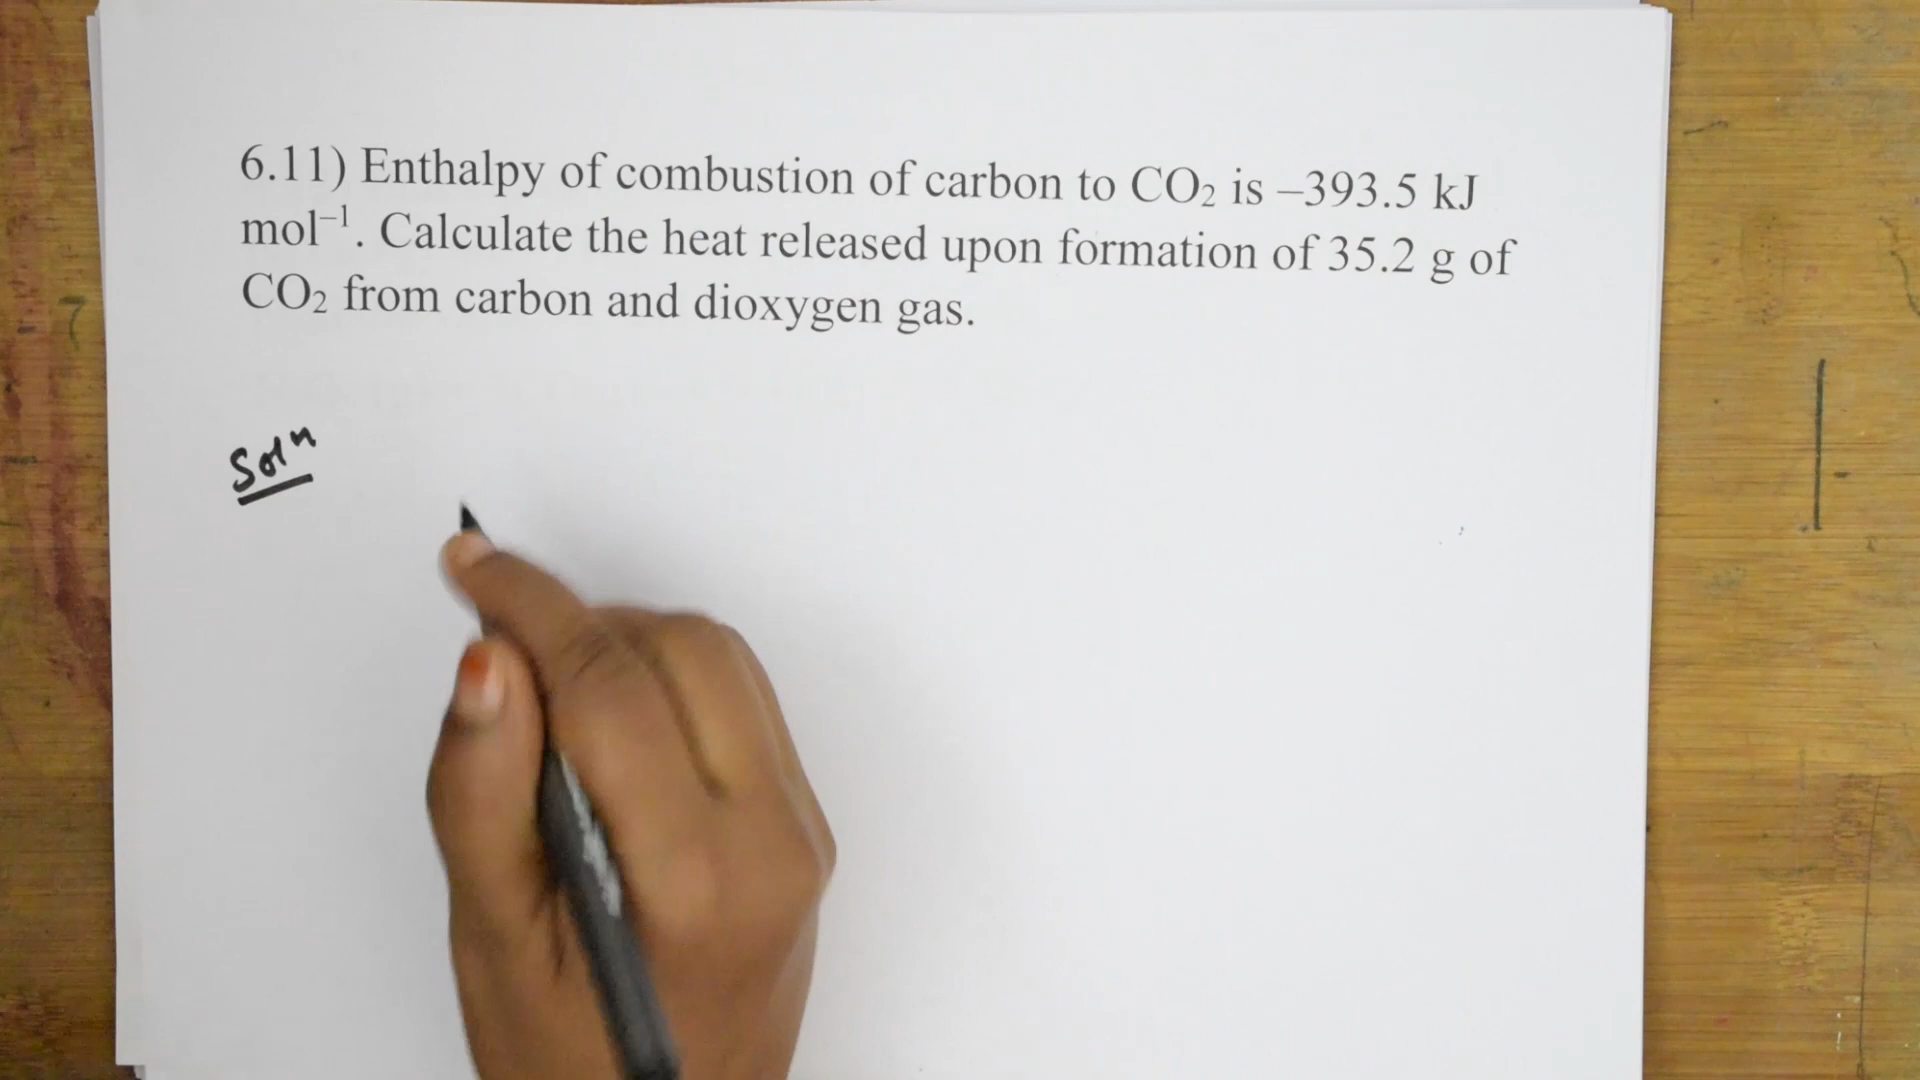 6.11) Enthalpy of combustion of carbon to CO₂ is –393.5 kJ
mol⁻¹. Calculate the heat released upon formation of 35.2 g of
CO₂ from carbon and dioxygen gas.
Solⁿ